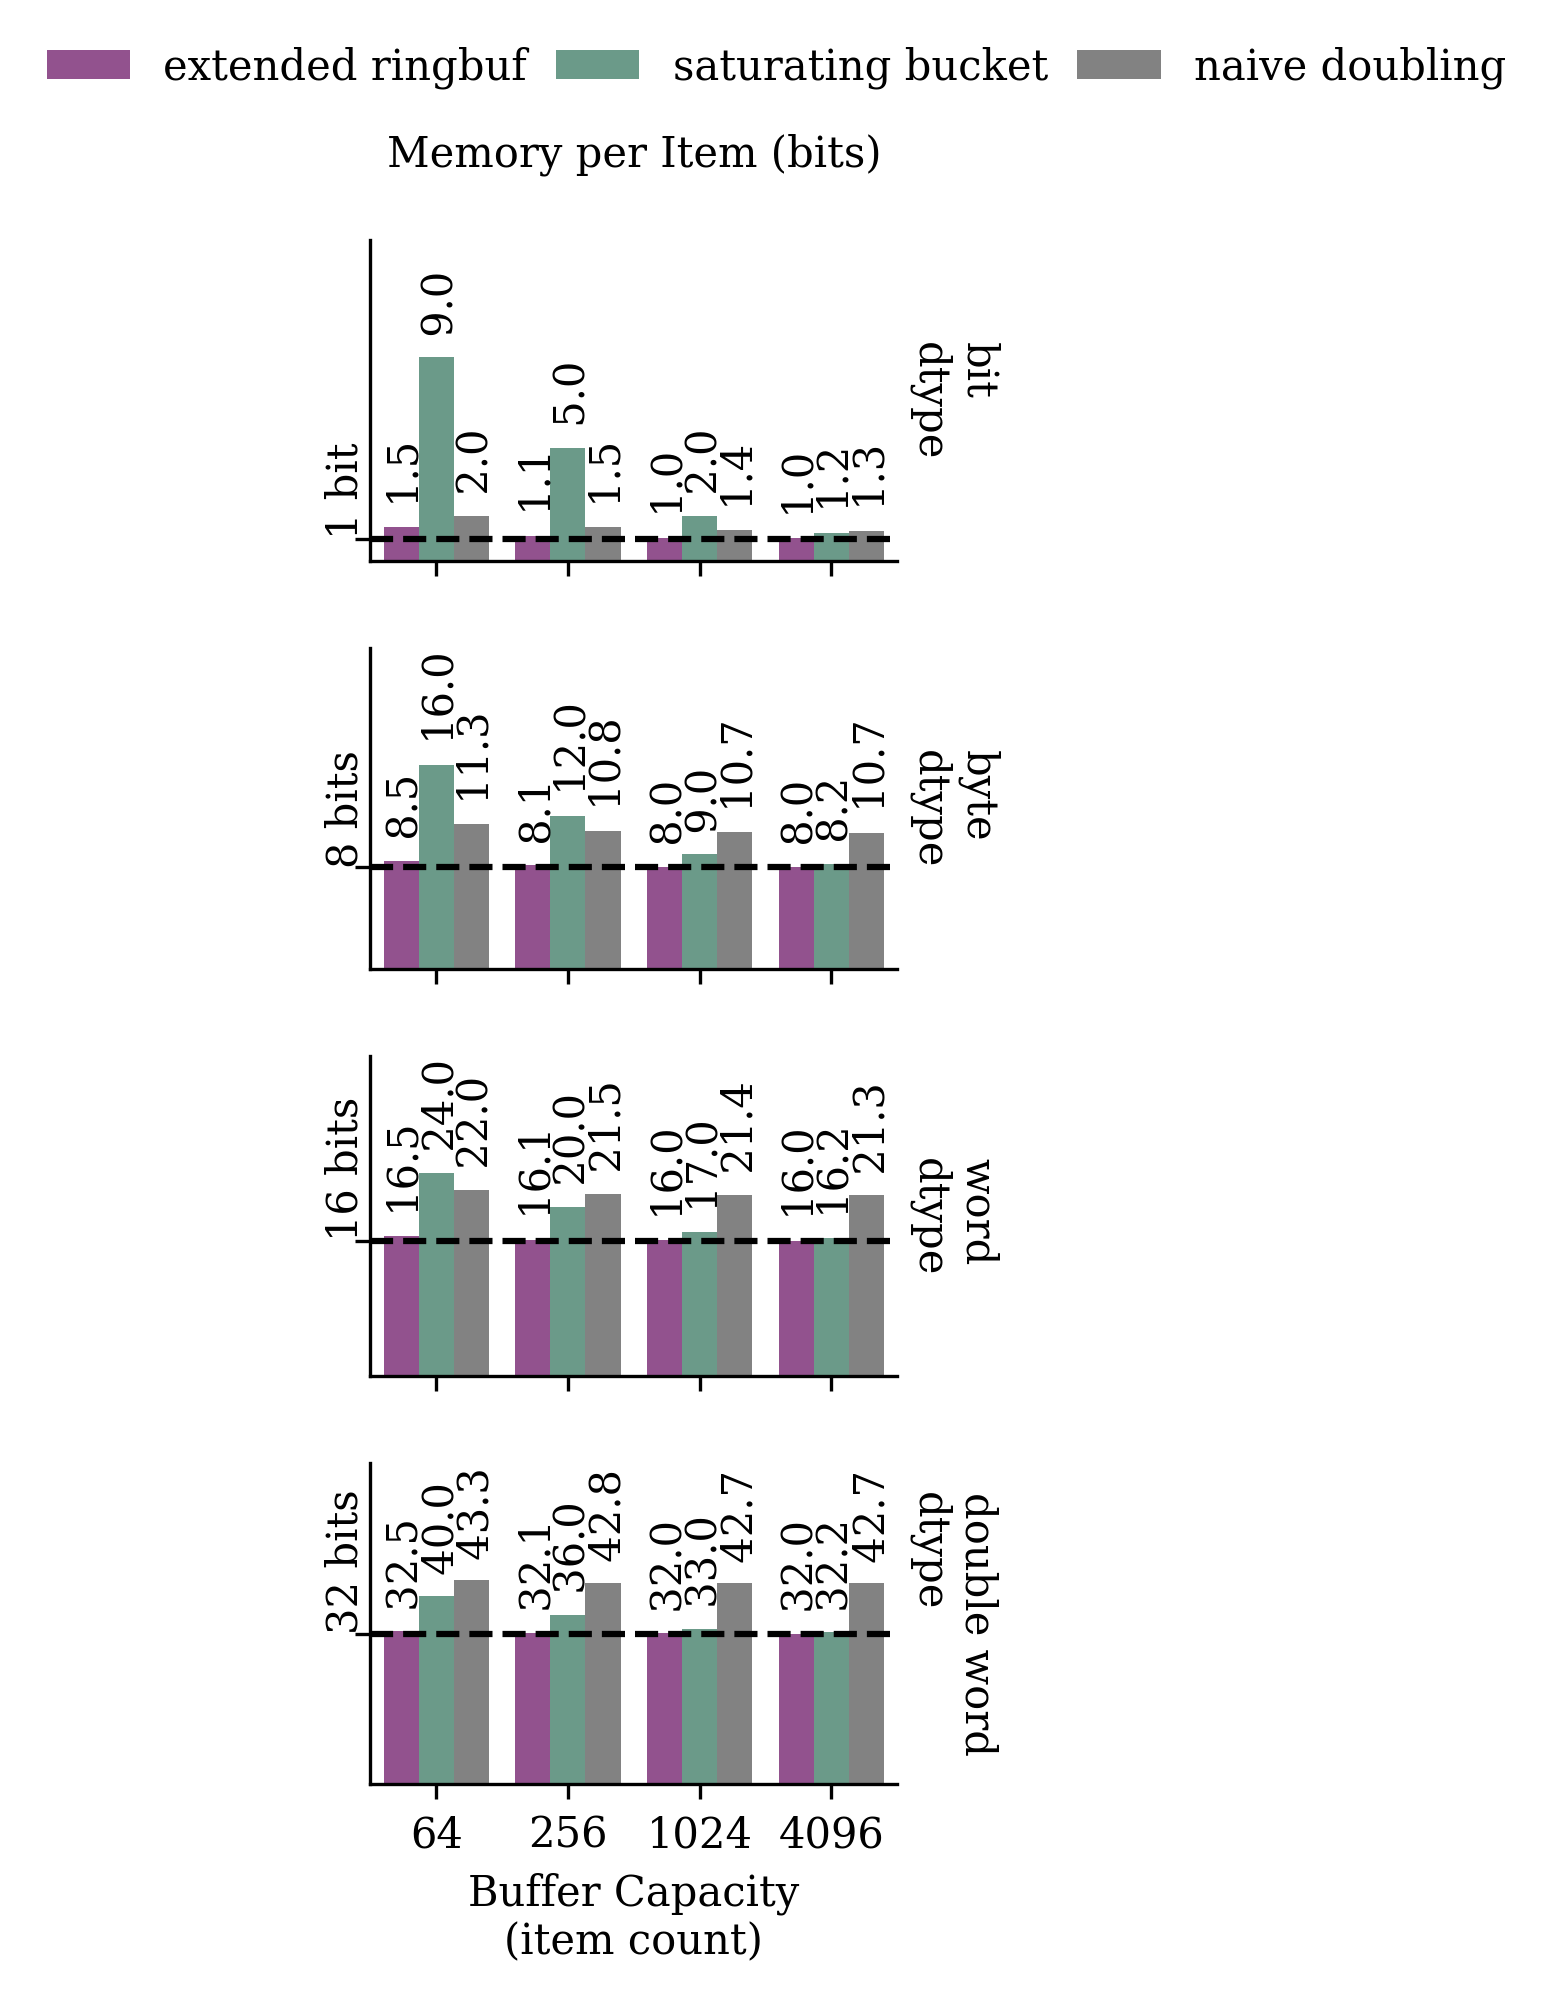 extended ringbuf saturating bucket naive doubling
Memory per Item (bits)
1 bit
1.5 9.0 2.0 1.1 5.0 1.5 1.0 2.0 1.4 1.0 1.2 1.3
bit
dtype
8 bits
8.5 16.0 11.3 8.1 12.0 10.8 8.0 9.0 10.7 8.0 8.2 10.7
byte
dtype
16 bits
16.5 24.0 22.0 16.1 20.0 21.5 16.0 17.0 21.4 16.0 16.2 21.3
word
dtype
32 bits
32.5 40.0 43.3 32.1 36.0 42.8 32.0 33.0 42.7 32.0 32.2 42.7
double word
dtype
64 256 1024 4096
Buffer Capacity
(item count)